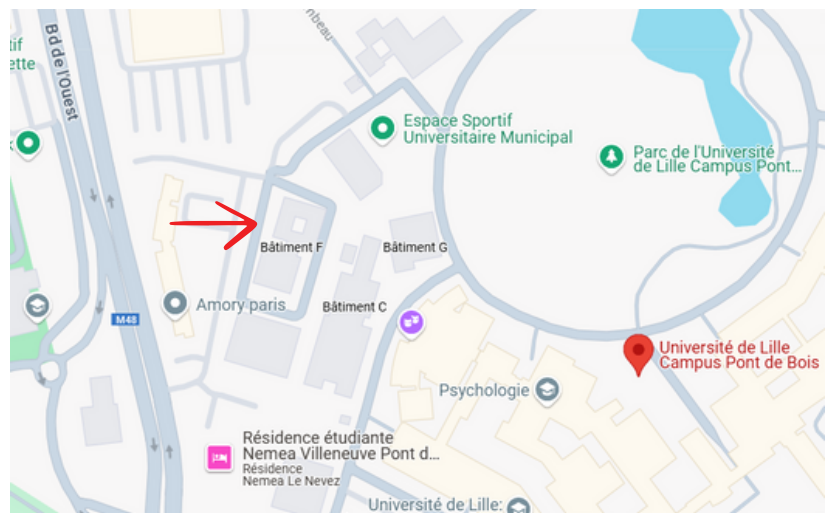 Bd de l'Ouest
tif
ette
nbeau
Espace Sportif
Universitaire Municipal
Parc de l'Université
de Lille Campus Pont...
Bâtiment F
Bâtiment G
Amory paris
Bâtiment C
M48
Université de Lille
Campus Pont de Bois
Psychologie
Résidence étudiante
Nemea Villeneuve Pont d...
Résidence
Nemea Le Nevez
Université de Lille: